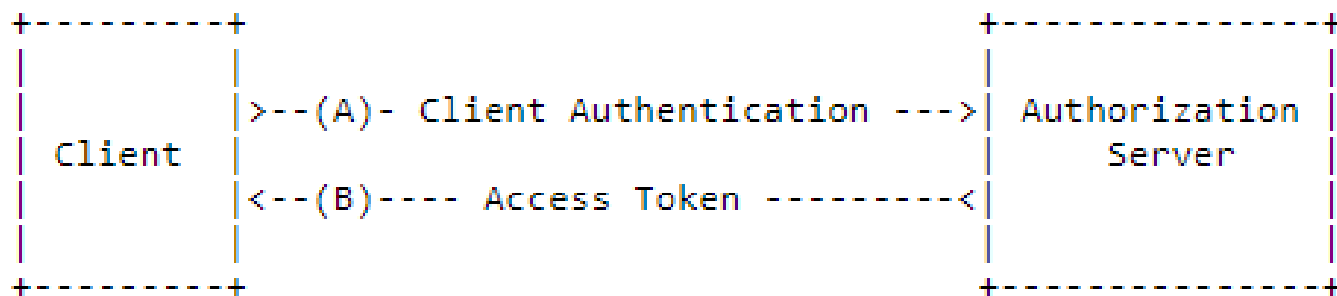 +---------+                                  +---------------+
|         |                                  |               |
|         |>--(A)- Client Authentication --->| Authorization |
| Client  |                                  |     Server    |
|         |<--(B)---- Access Token ---------<|               |
|         |                                  |               |
+---------+                                  +---------------+